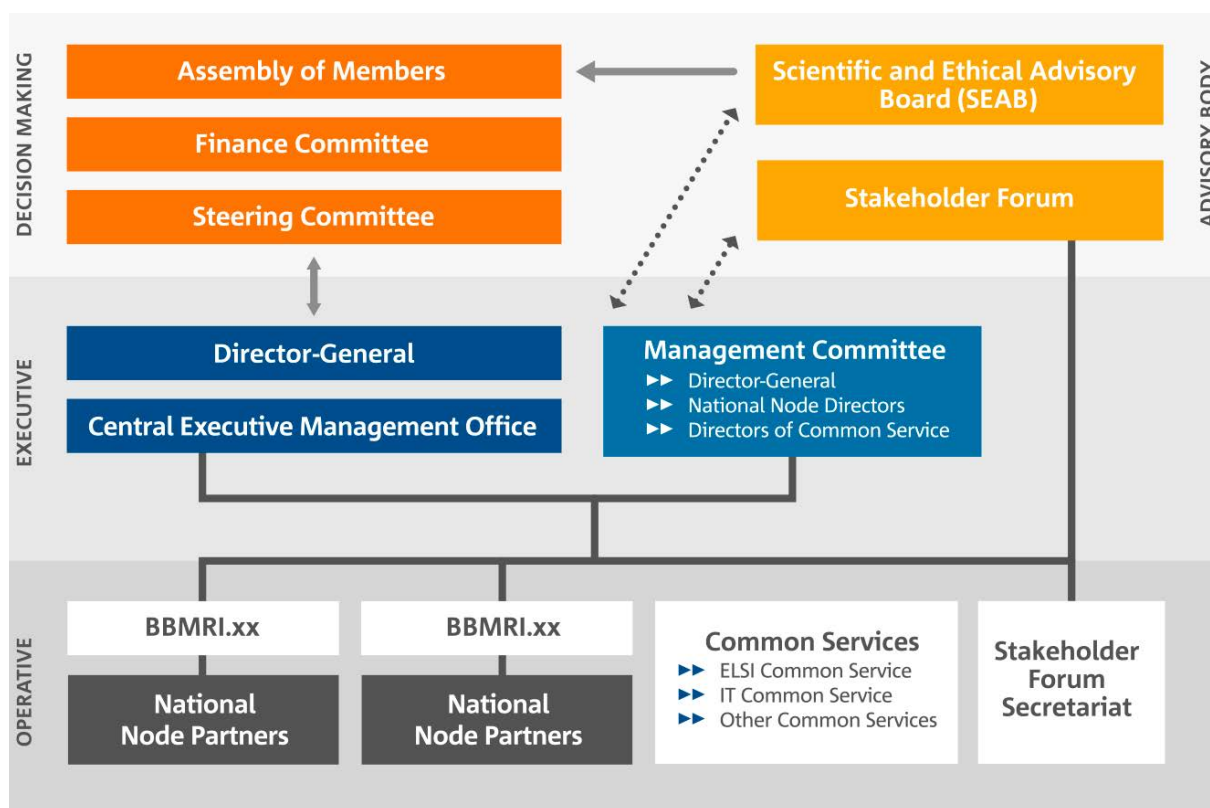 DECISION MAKING
Assembly of Members
Finance Committee
Steering Committee
Scientific and Ethical Advisory
Board (SEAB)
Stakeholder Forum
ADVISORY BODY
EXECUTIVE
Director-General
Central Executive Management Office
Management Committee
Director-General
National Node Directors
Directors of Common Service
OPERATIVE
BBMRI.xx
National
Node Partners
BBMRI.xx
National
Node Partners
Common Services
ELSI Common Service
IT Common Service
Other Common Services
Stakeholder
Forum
Secretariat